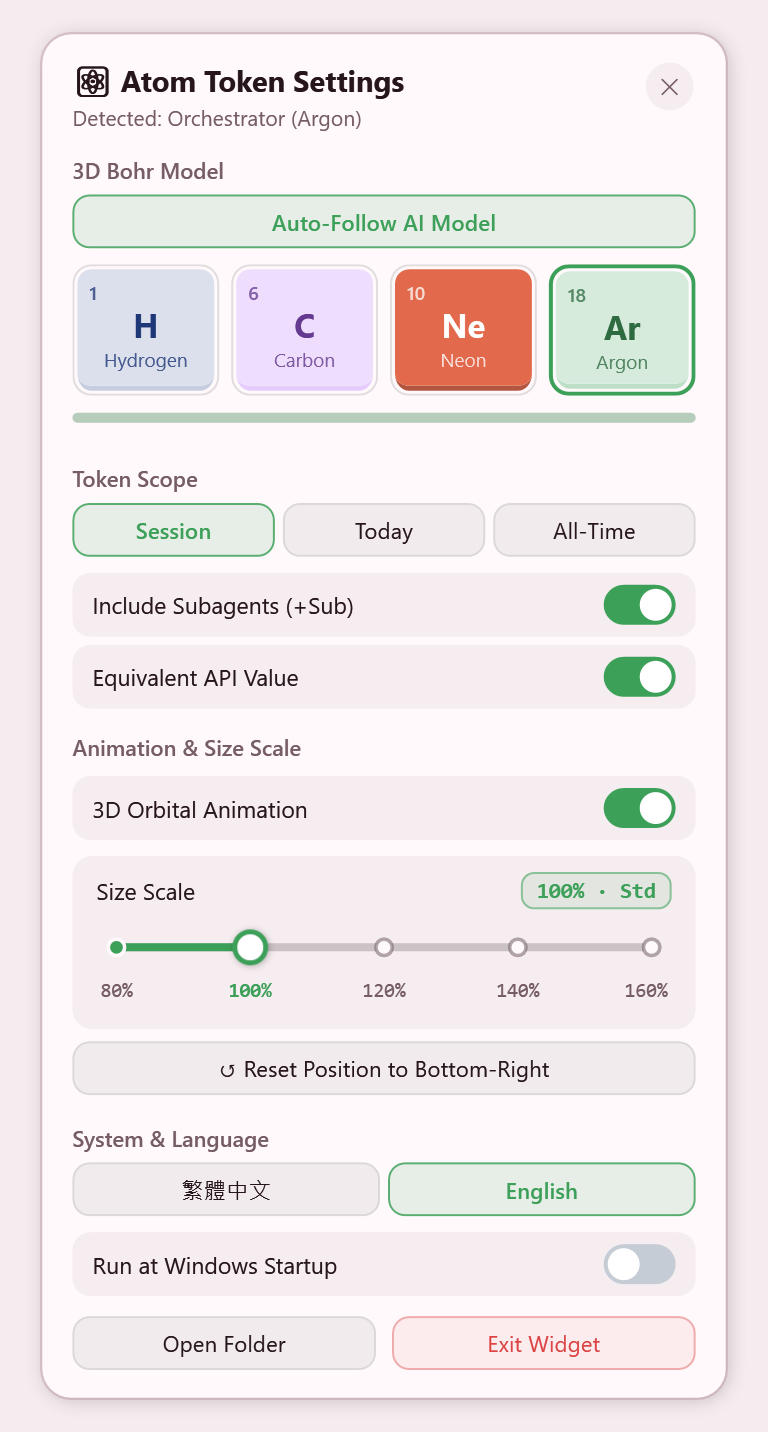 Atom Token Settings
Detected: Orchestrator (Argon)
3D Bohr Model
Auto-Follow AI Model
1
H
Hydrogen
6
C
Carbon
10
Ne
Neon
18
Ar
Argon
Token Scope
Session
Today
All-Time
Include Subagents (+Sub)
Equivalent API Value
Animation & Size Scale
3D Orbital Animation
Size Scale
100% · Std
80%
100%
120%
140%
160%
↺ Reset Position to Bottom-Right
System & Language
繁體中文
English
Run at Windows Startup
Open Folder
Exit Widget